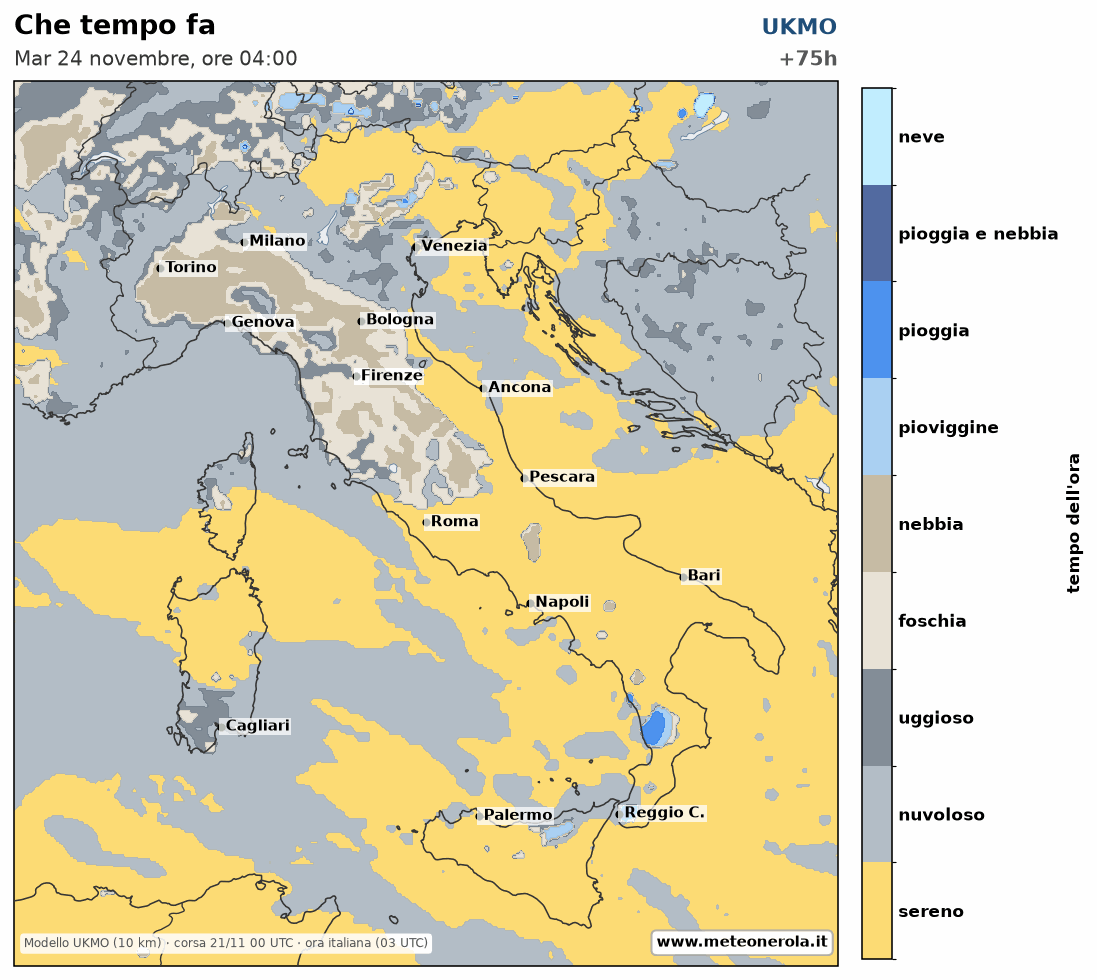 Che tempo fa
UKMO
Mar 24 novembre, ore 04:00
+75h
neve
pioggia e nebbia
pioggia
pioviggine
nebbia
foschia
uggioso
nuvoloso
sereno
tempo dell'ora
Milano
Venezia
Torino
Genova
Bologna
Firenze
Ancona
Pescara
Roma
Bari
Napoli
Cagliari
Palermo
Reggio C.
Modello UKMO (10 km) · corsa 21/11 00 UTC · ora italiana (03 UTC)
www.meteonerola.it